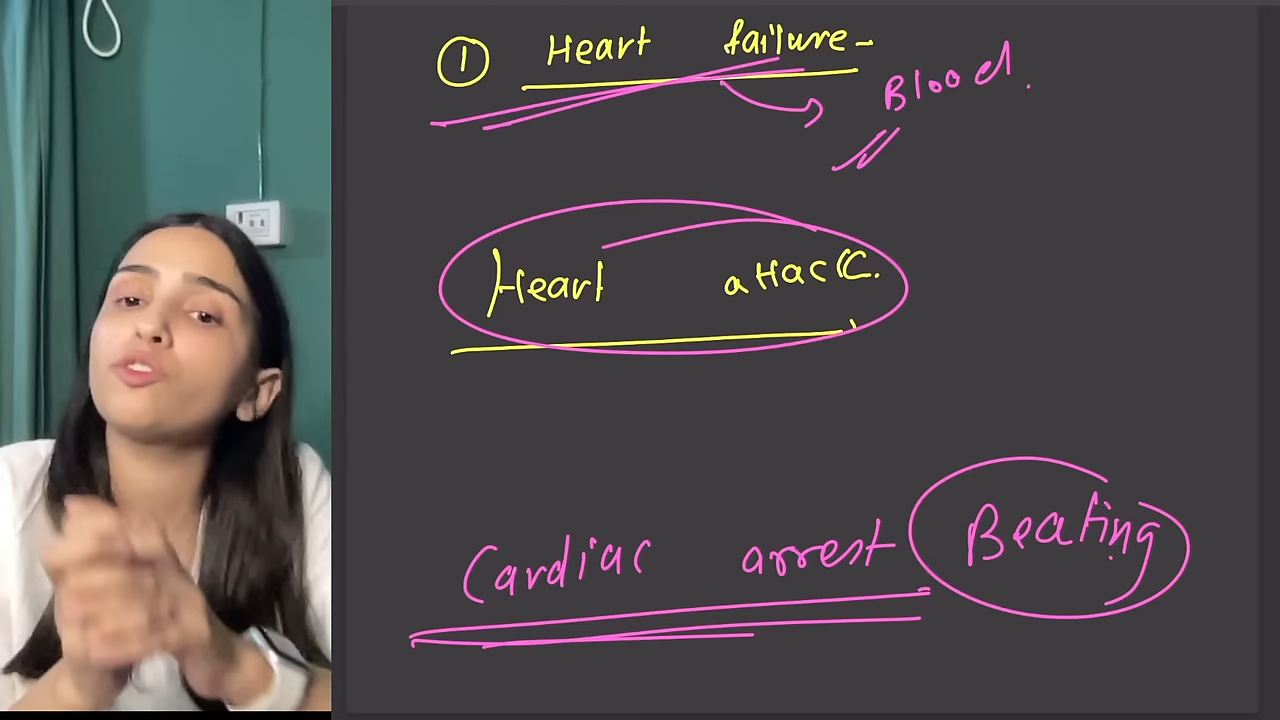 ① Heart failure-
Blood.
Heart attack.
Cardiac arrest Beating